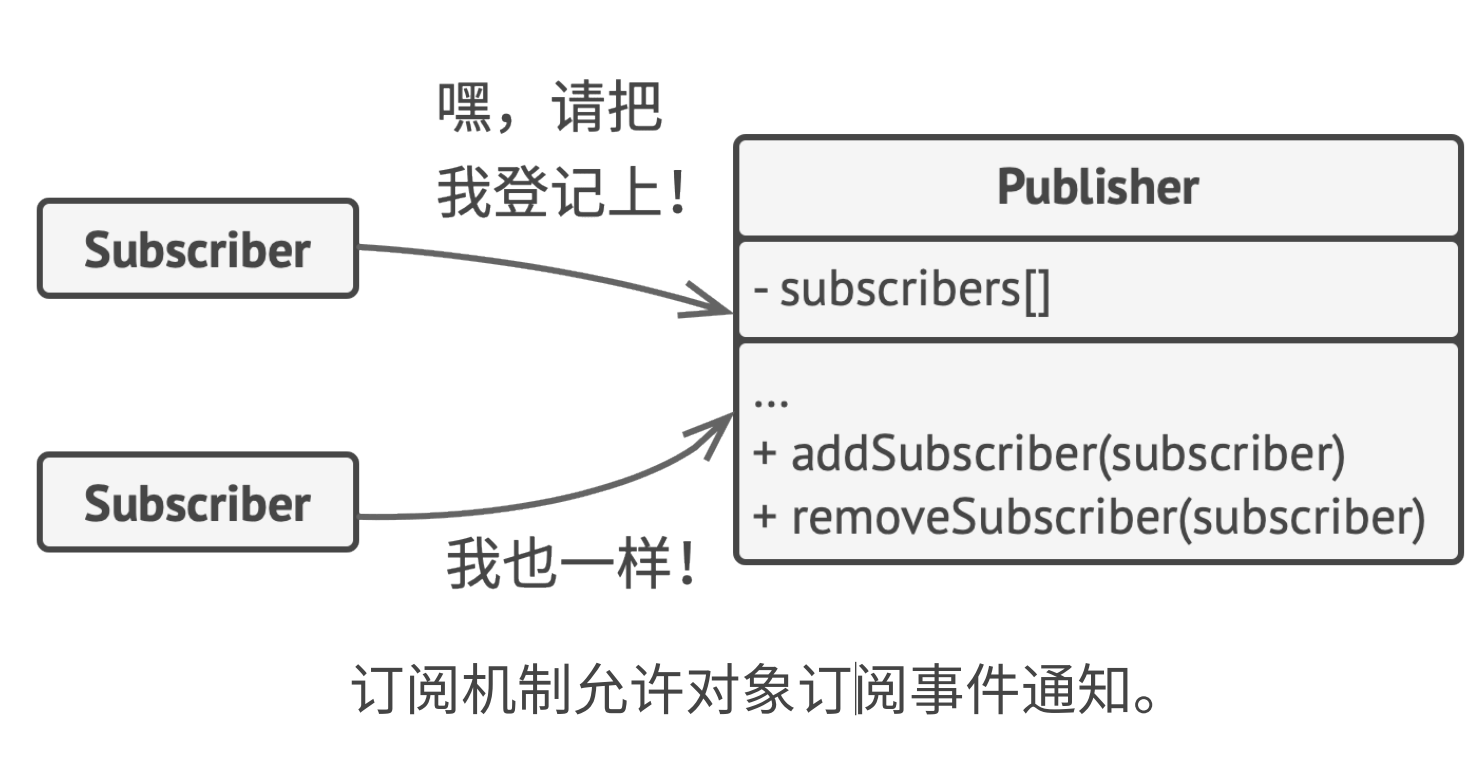 嘿，请把
我登记上！
Publisher
Subscriber
- subscribers[]
...
+ addSubscriber(subscriber)
+ removeSubscriber(subscriber)
Subscriber
我也一样！
订阅机制允许对象订阅事件通知。